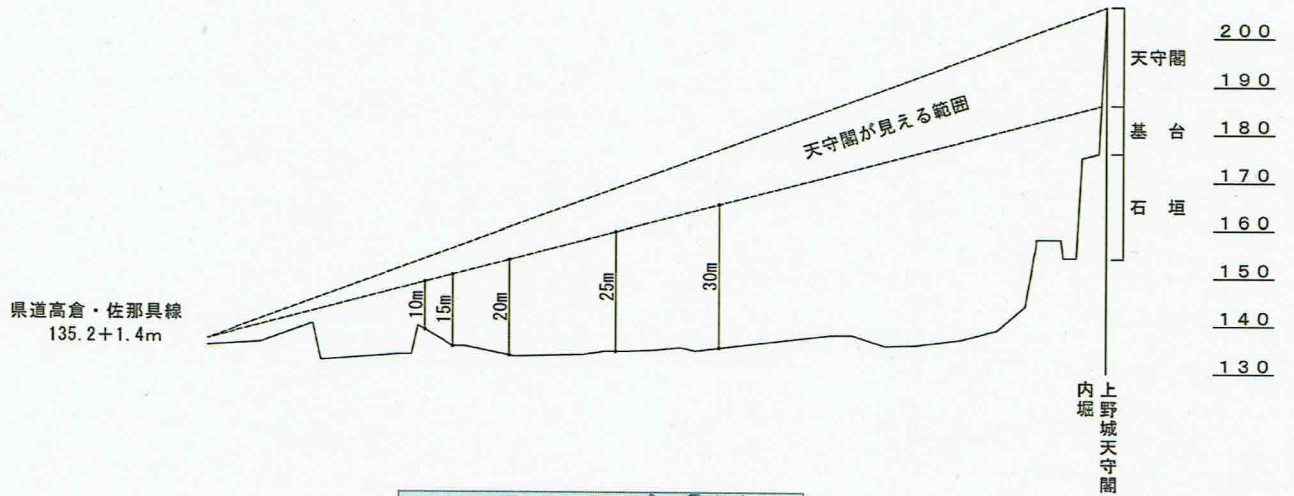 200
天守閣
190
天守閣が見える範囲
180
基 台
170
石 垣
160
150
県道高倉・佐那具線
135.2+1.4m
10m
15m
20m
25m
30m
140
130
上野城天守閣
内堀